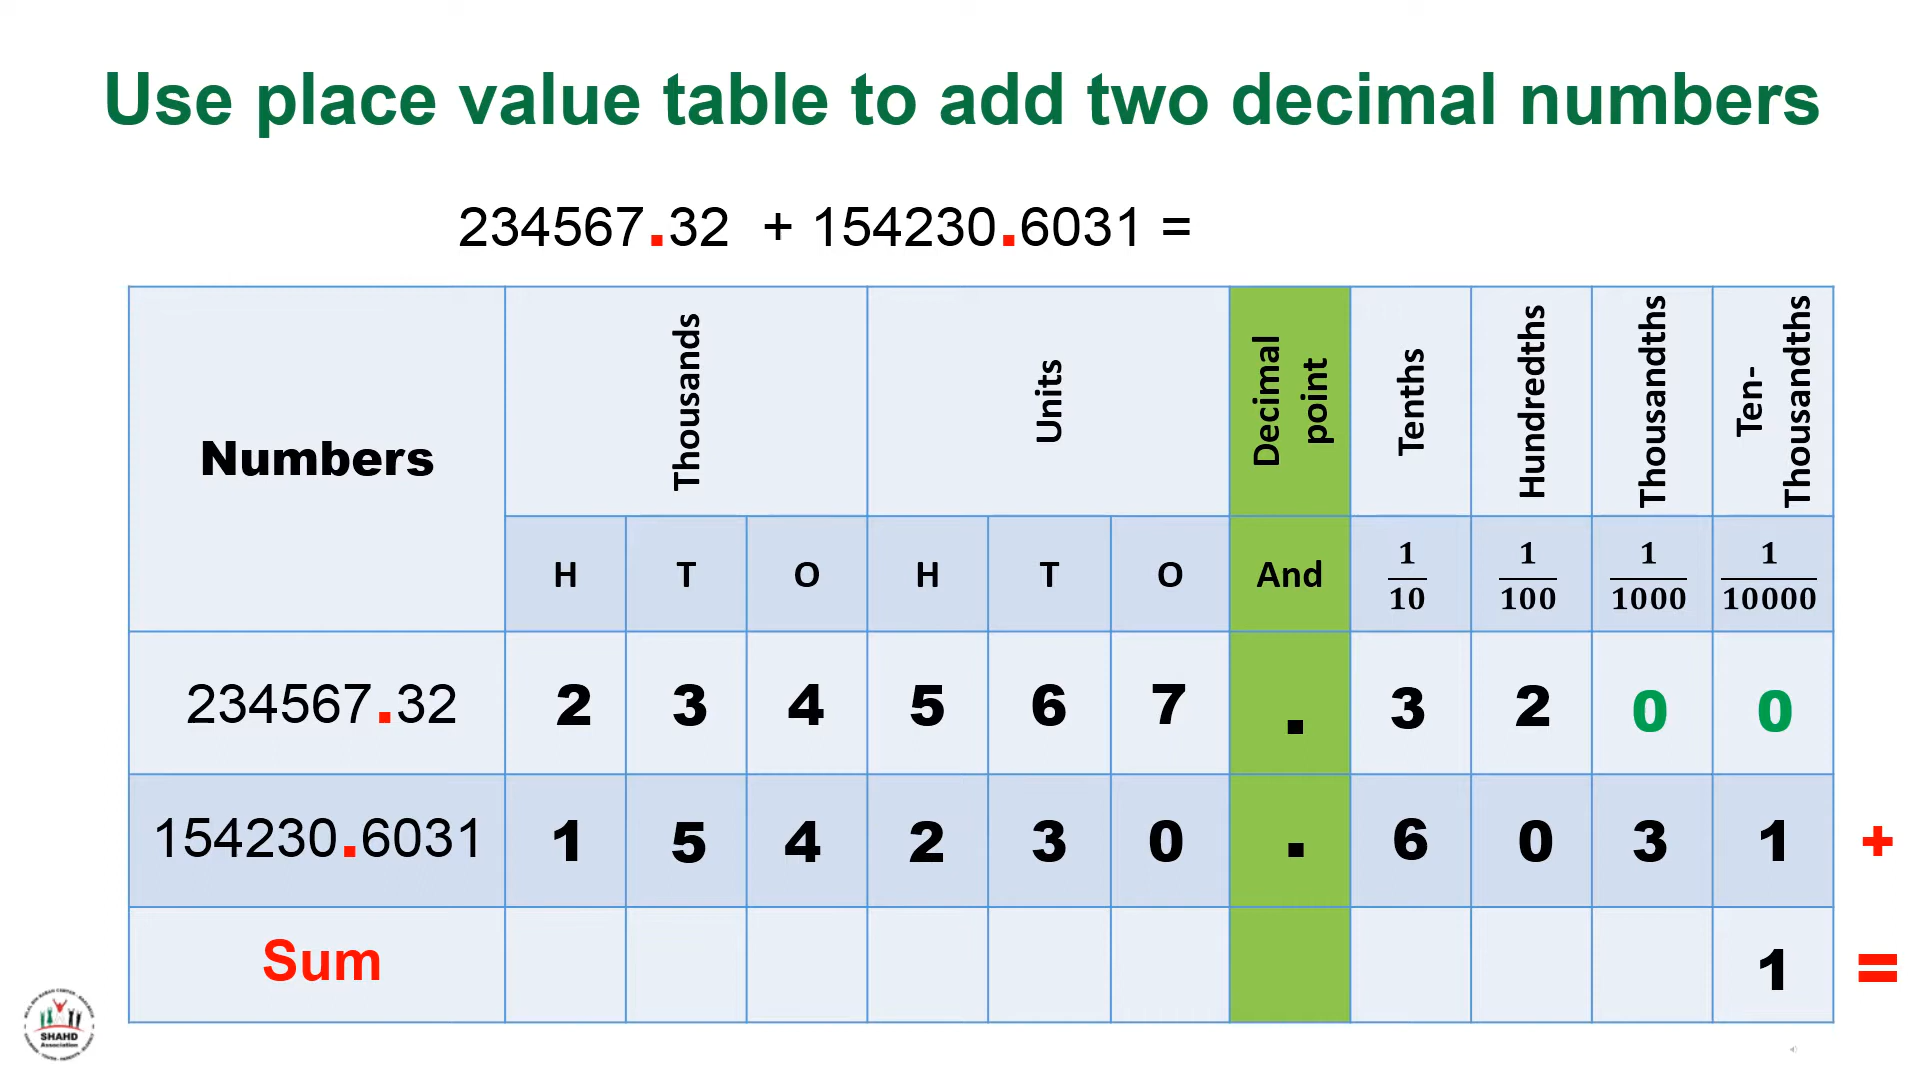 Use place value table to add two decimal numbers
234567.32 + 154230.6031 =
Numbers
Thousands
Units
Decimal point
Tenths
Hundredths
Thousandths
Ten-Thousandths
H T O H T O And 1/10 1/100 1/1000 1/10000
234567.32 2 3 4 5 6 7 . 3 2 0 0
154230.6031 1 5 4 2 3 0 . 6 0 3 1 +
Sum 1 =
SHAHD
Association